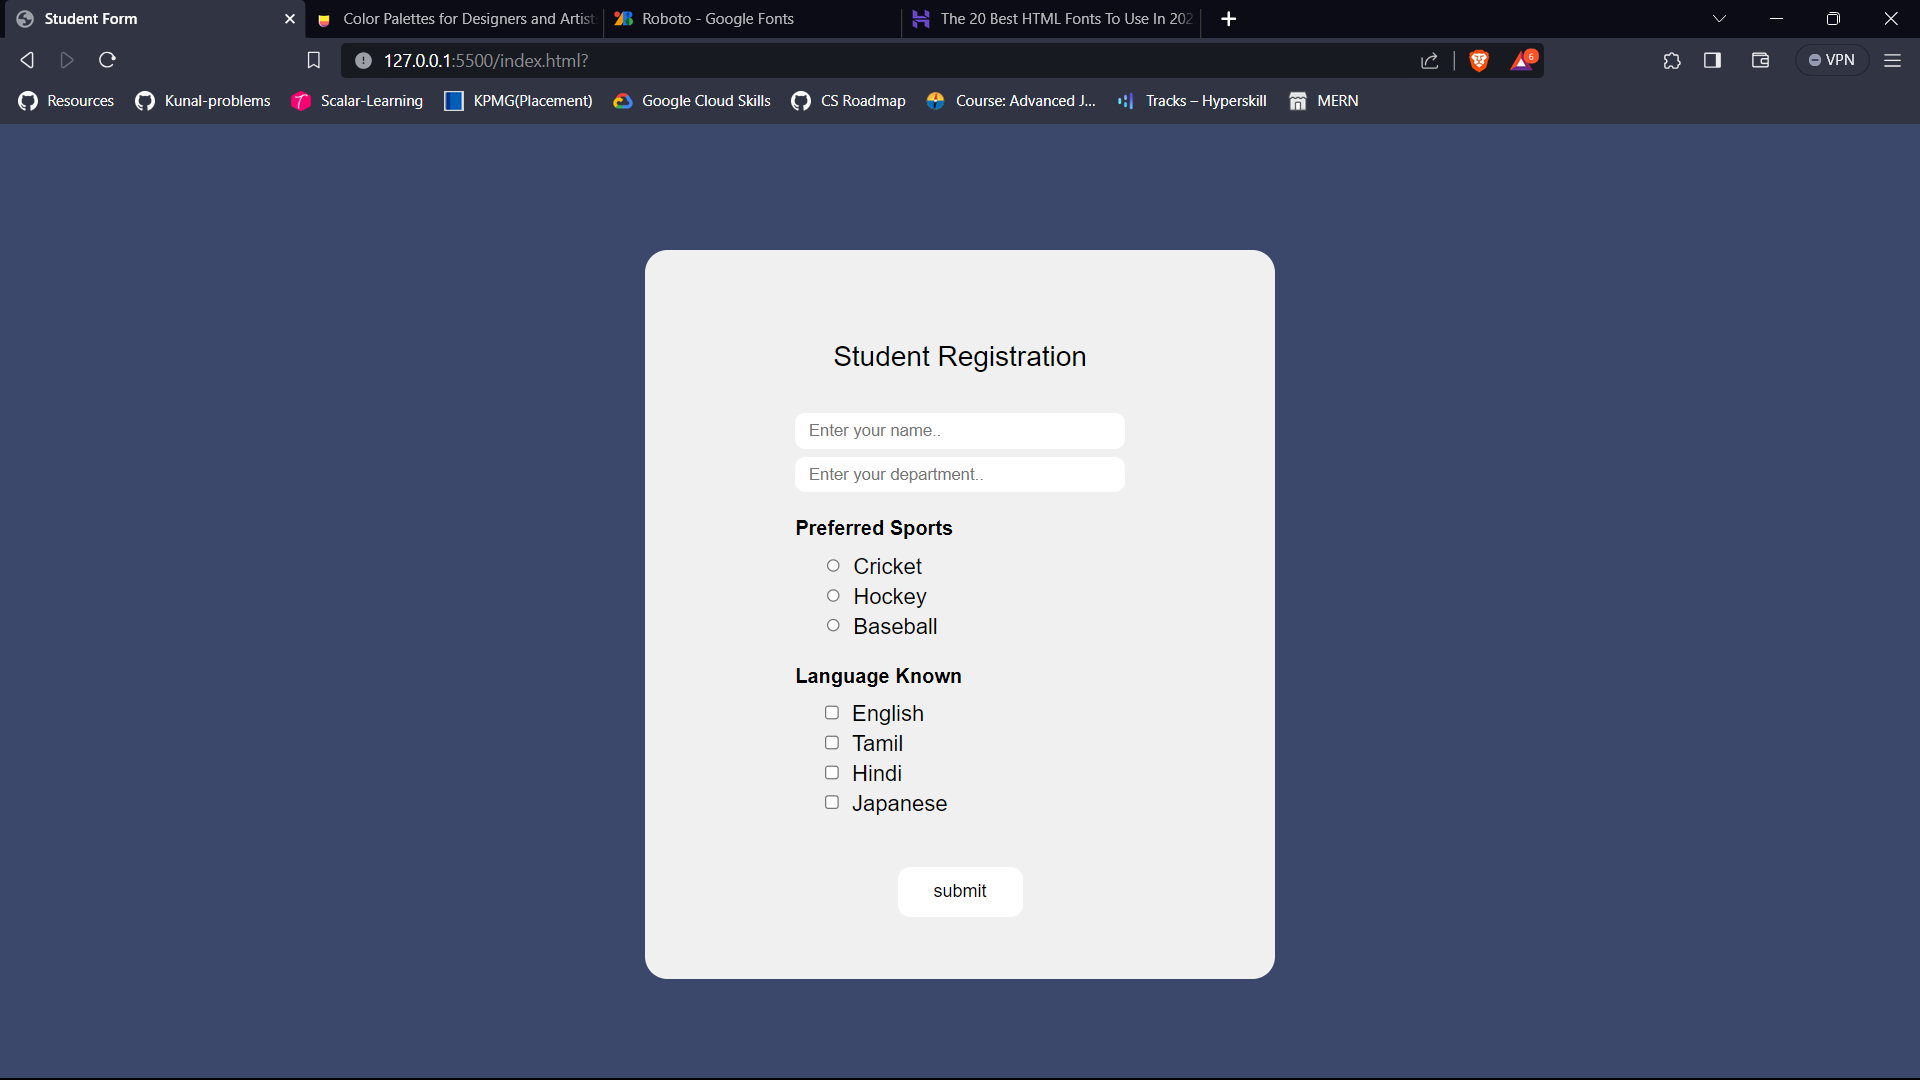 Student Form
Color Palettes for Designers and Artist
Roboto - Google Fonts
The 20 Best HTML Fonts To Use In 202
127.0.0.1:5500/index.html?
6
VPN
Resources
Kunal-problems
Scalar-Learning
KPMG(Placement)
Google Cloud Skills
CS Roadmap
Course: Advanced J...
Tracks – Hyperskill
MERN
Student Registration
Enter your name..
Enter your department..
Preferred Sports
Cricket
Hockey
Baseball
Language Known
English
Tamil
Hindi
Japanese
submit